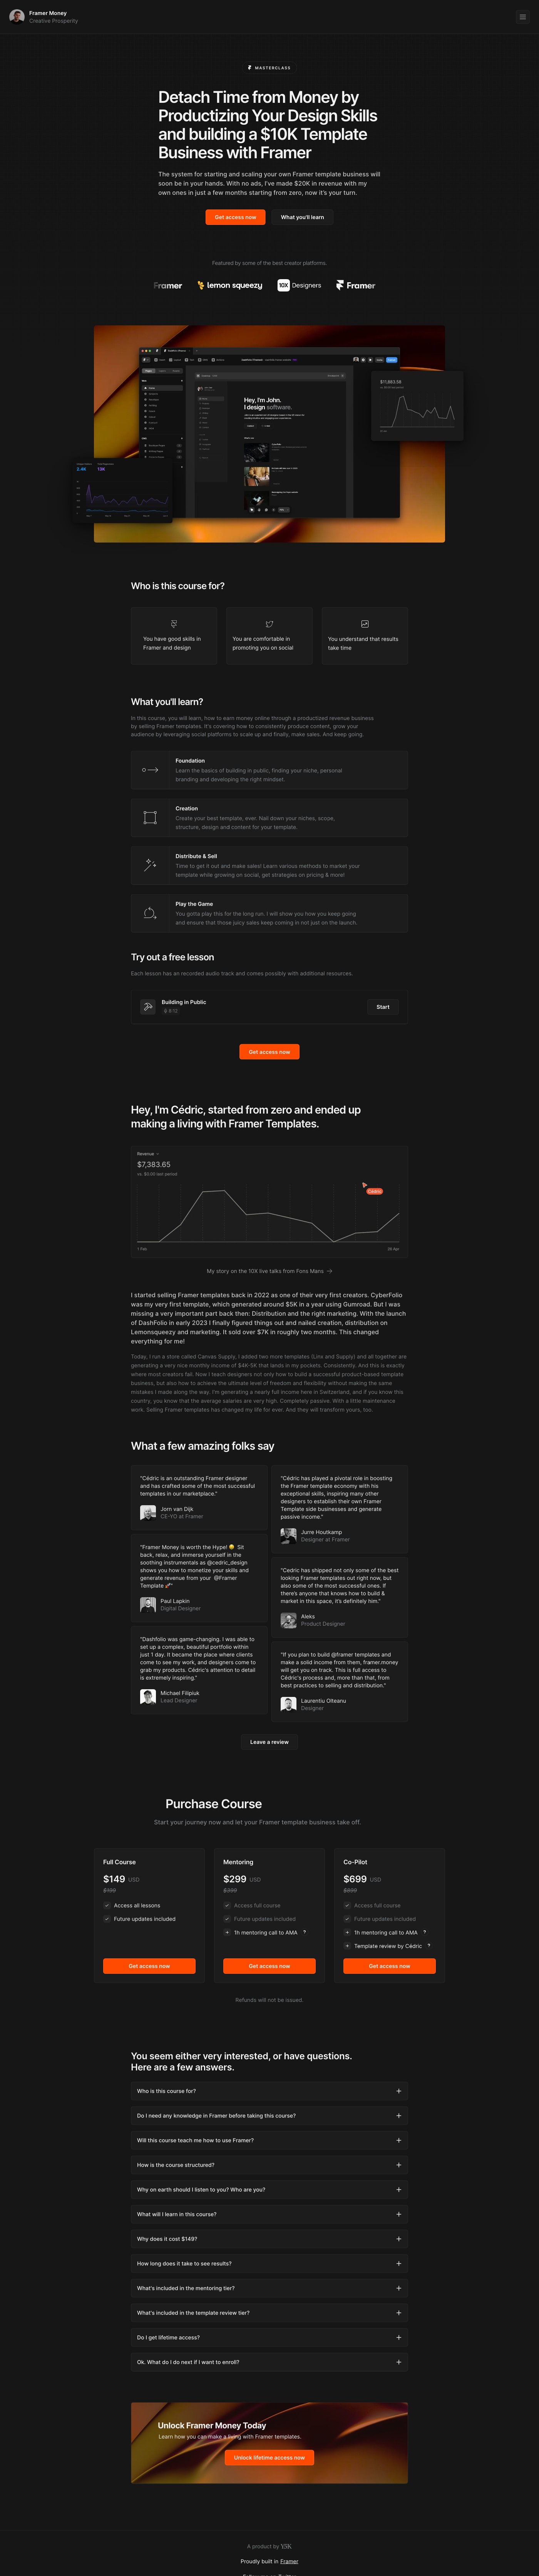 Framer Money
Creative Prosperity
MASTERCLASS
Detach Time from Money by
Productizing Your Design Skills
and building a $10K Template
Business with Framer
The system for starting and scaling your own Framer template business will
soon be in your hands. With no ads, I've made $20K in revenue with my
own ones in just a few months starting from zero, now it's your turn.
Get access now
What you'll learn
Featured by some of the best creator platforms.
Framer
lemon squeezy
10X Designers
Framer
Hey, I'm John.
I design software.
$11,883.58
2.4K
13K
Who is this course for?
You have good skills in
Framer and design
You are comfortable in
promoting you on social
You understand that results
take time
What you'll learn?
In this course, you will learn, how to earn money online through a productized revenue business
by selling Framer templates. It's covering how to consistently produce content, grow your
audience by leveraging social platforms to scale up and finally, make sales. And keep going.
Foundation
Learn the basics of building in public, finding your niche, personal
branding and developing the right mindset.
Creation
Create your best template, ever. Nail down your niches, scope,
structure, design and content for your template.
Distribute & Sell
Time to get it out and make sales! Learn various methods to market your
template while growing on social, get strategies on pricing & more!
Play the Game
You gotta play this for the long run. I will show you how you keep going
and ensure that those juicy sales keep coming in not just on the launch.
Try out a free lesson
Each lesson has an recorded audio track and comes possibly with additional resources.
Building in Public
8:12
Start
Get access now
Hey, I'm Cédric, started from zero and ended up
making a living with Framer Templates.
Revenue
$7,383.65
vs. $0.00 last period
Cédric
1 Feb
30 Apr
My story on the 10X live talks from Fons Mans
I started selling Framer templates back in 2022 as one of their very first creators. CyberFolio
was my very first template, which generated around $5K in a year using Gumroad. But I was
missing a very important part back then: Distribution and the right marketing. With the launch
of DashFolio in early 2023 I finally figured things out and nailed creation, distribution on
Lemonsqueezy and marketing. It sold over $7K in roughly two months. This changed
everything for me!
Today, I run a store called Canvas Supply, I added two more templates (Linx and Supply) and all together are
generating a very nice monthly income of $4K-5K that lands in my pockets. Consistently. And this is exactly
where most creators fail. Now I teach designers not only how to build a successful product-based template
business, but also how to achieve the ultimate level of freedom and flexibility without making the same
mistakes I made along the way. I'm generating a nearly full income here in Switzerland, and if you know this
country, you know that the average salaries are very high. Completely passive. With a little maintenance
work. Selling Framer templates has changed my life for ever. And they will transform yours, too.
What a few amazing folks say
"Cédric is an outstanding Framer designer
and has crafted some of the most successful
templates in our marketplace."
Jorn van Dijk
CE-YO at Framer
"Framer Money is worth the Hype! 🤑 Sit
back, relax, and immerse yourself in the
soothing instrumentals as @cedric_design
shows you how to monetize your skills and
generate revenue from your @Framer
Template 🚀"
Paul Lapkin
Digital Designer
"Dashfolio was game-changing. I was able to
set up a complex, beautiful portfolio within
just 1 day. It became the place where clients
come to see my work, and designers come to
grab my products. Cédric's attention to detail
is extremely inspiring."
Michael Filipiuk
Lead Designer
"Cédric has played a pivotal role in boosting
the Framer template economy with his
exceptional skills, inspiring many other
designers to establish their own Framer
Template side businesses and generate
passive income."
Jurre Houtkamp
Designer at Framer
"Cedric has shipped not only some of the best
looking Framer templates out right now, but
also some of the most successful ones. If
there's anyone that knows how to build &
market in this space, it's definitely him."
Aleks
Product Designer
"If you plan to build @framer templates and
make a solid income from them, framer.money
will get you on track. This is full access to
Cédric's process and, more than that, from
best practices to selling and distribution."
Laurentiu Olteanu
Designer
Leave a review
Purchase Course
Start your journey now and let your Framer template business take off.
Full Course
$149 USD
$199
Access all lessons
Future updates included
Get access now
Mentoring
$299 USD
$399
Access full course
Future updates included
1h mentoring call to AMA ?
Get access now
Co-Pilot
$699 USD
$899
Access full course
Future updates included
1h mentoring call to AMA ?
Template review by Cédric ?
Get access now
Refunds will not be issued.
You seem either very interested, or have questions.
Here are a few answers.
Who is this course for?
Do I need any knowledge in Framer before taking this course?
Will this course teach me how to use Framer?
How is the course structured?
Why on earth should I listen to you? Who are you?
What will I learn in this course?
Why does it cost $149?
How long does it take to see results?
What's included in the mentoring tier?
What's included in the template review tier?
Do I get lifetime access?
Ok. What do I do next if I want to enroll?
Unlock Framer Money Today
Learn how you can make a living with Framer templates.
Unlock lifetime access now
A product by
Proudly built in Framer